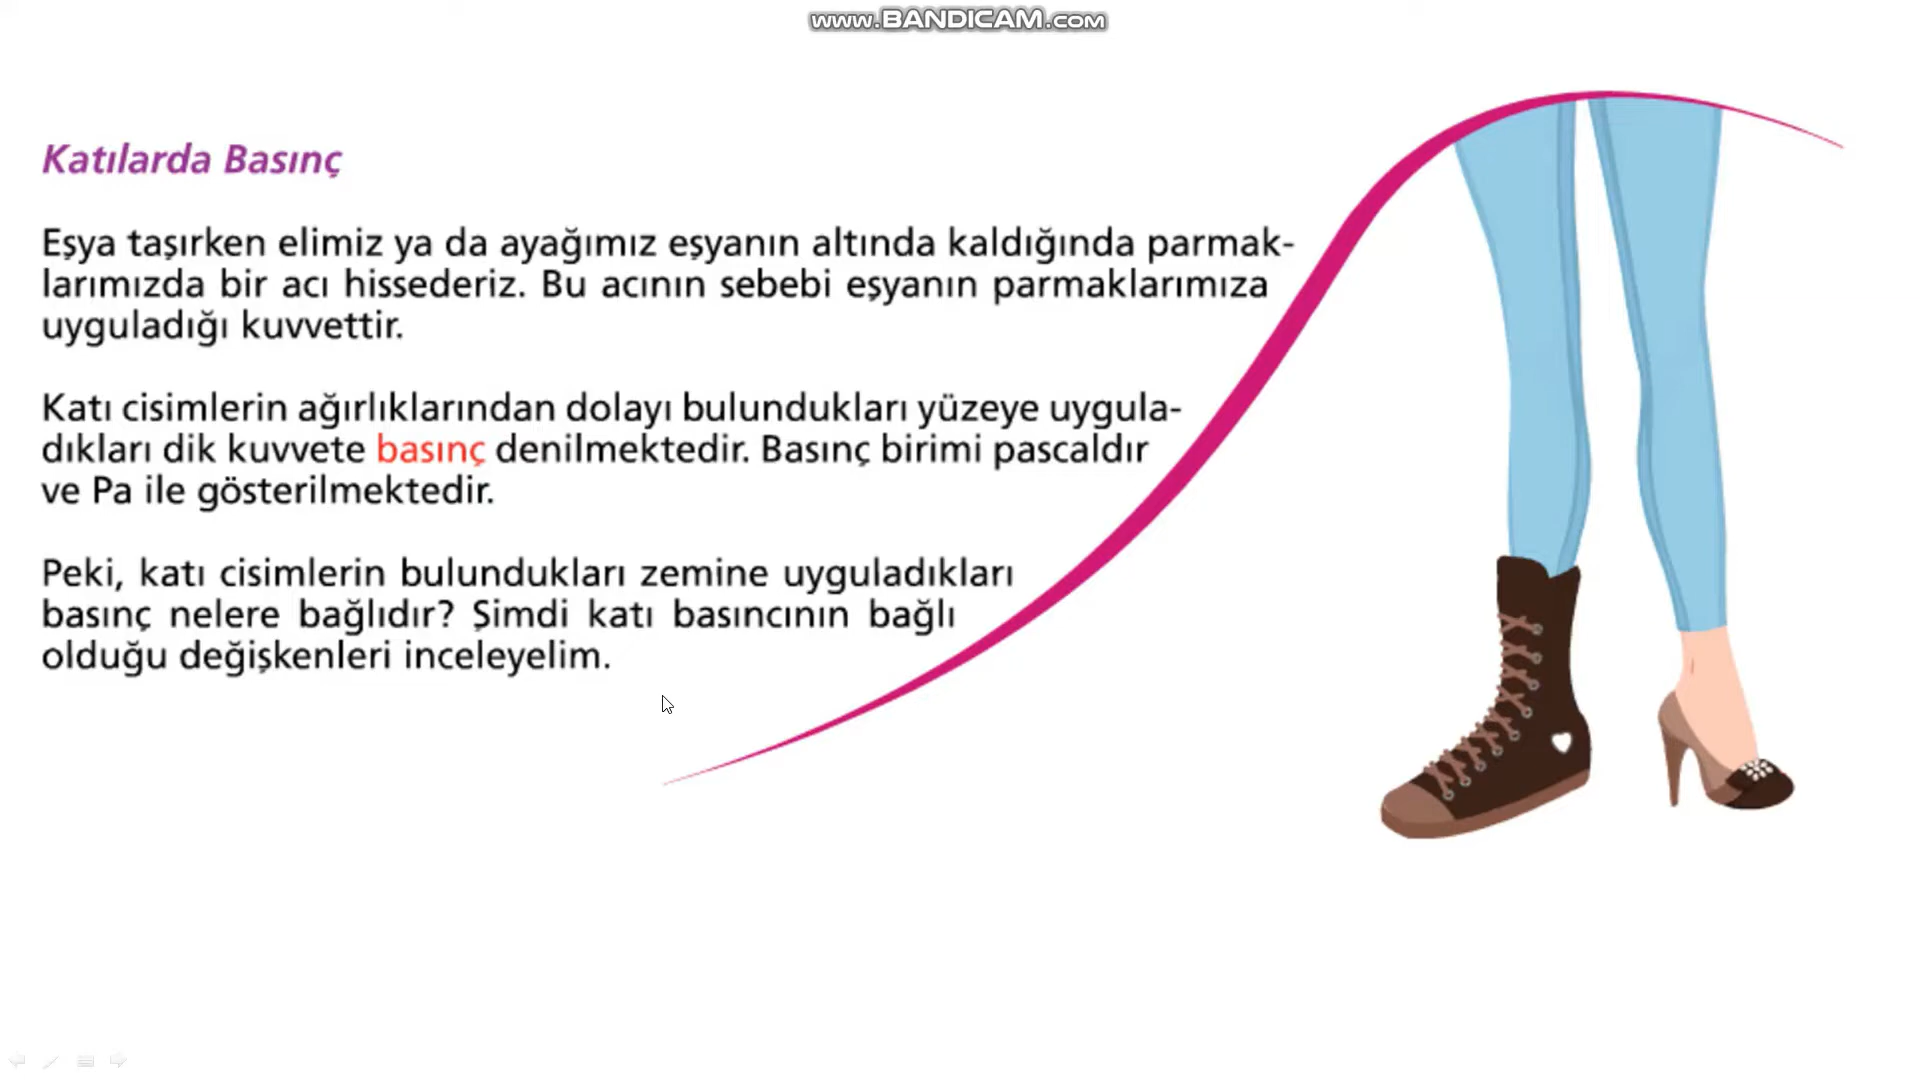 www.BANDICAM.com
Katılarda Basınç
Eşya taşırken elimiz ya da ayağımız eşyanın altında kaldığında parmak-
larımızda bir acı hissederiz. Bu acının sebebi eşyanın parmaklarımıza
uyguladığı kuvvettir.
Katı cisimlerin ağırlıklarından dolayı bulundukları yüzeye uygula-
dıkları dik kuvvete basınç denilmektedir. Basınç birimi pascaldır
ve Pa ile gösterilmektedir.
Peki, katı cisimlerin bulundukları zemine uyguladıkları
basınç nelere bağlıdır? Şimdi katı basıncının bağlı
olduğu değişkenleri inceleyelim.